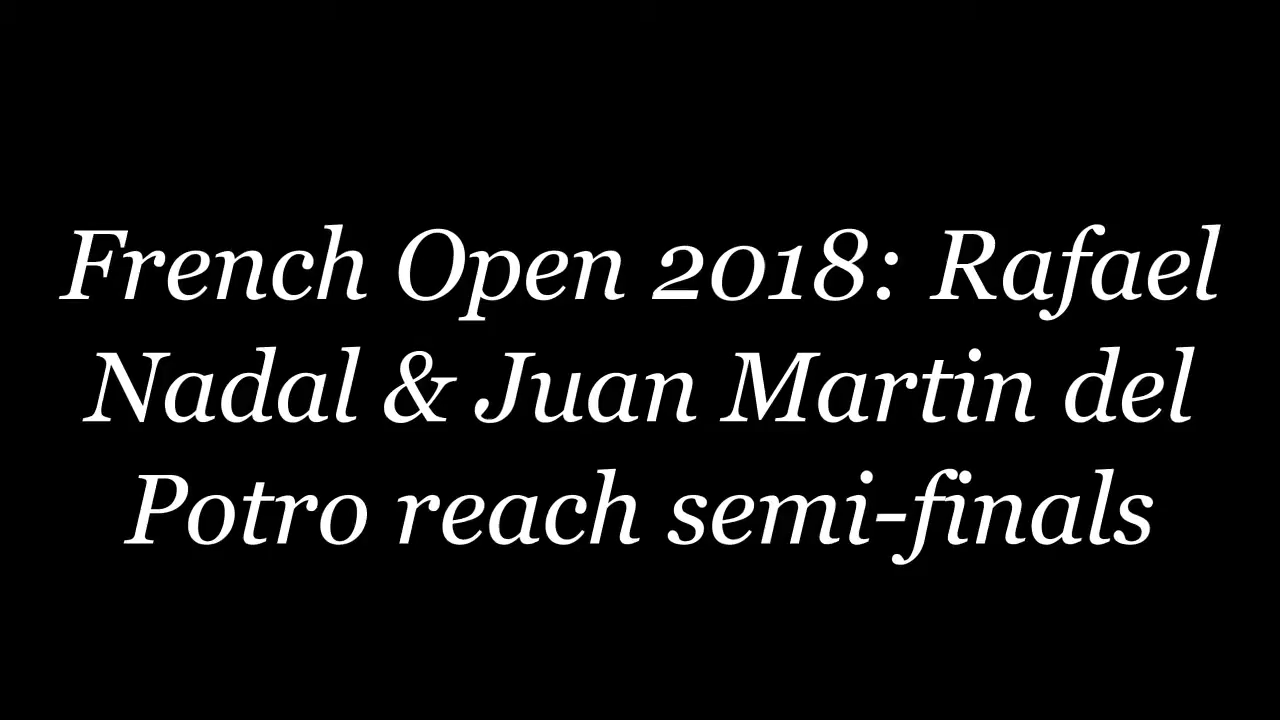 French Open 2018: Rafael
Nadal & Juan Martin del
Potro reach semi-finals